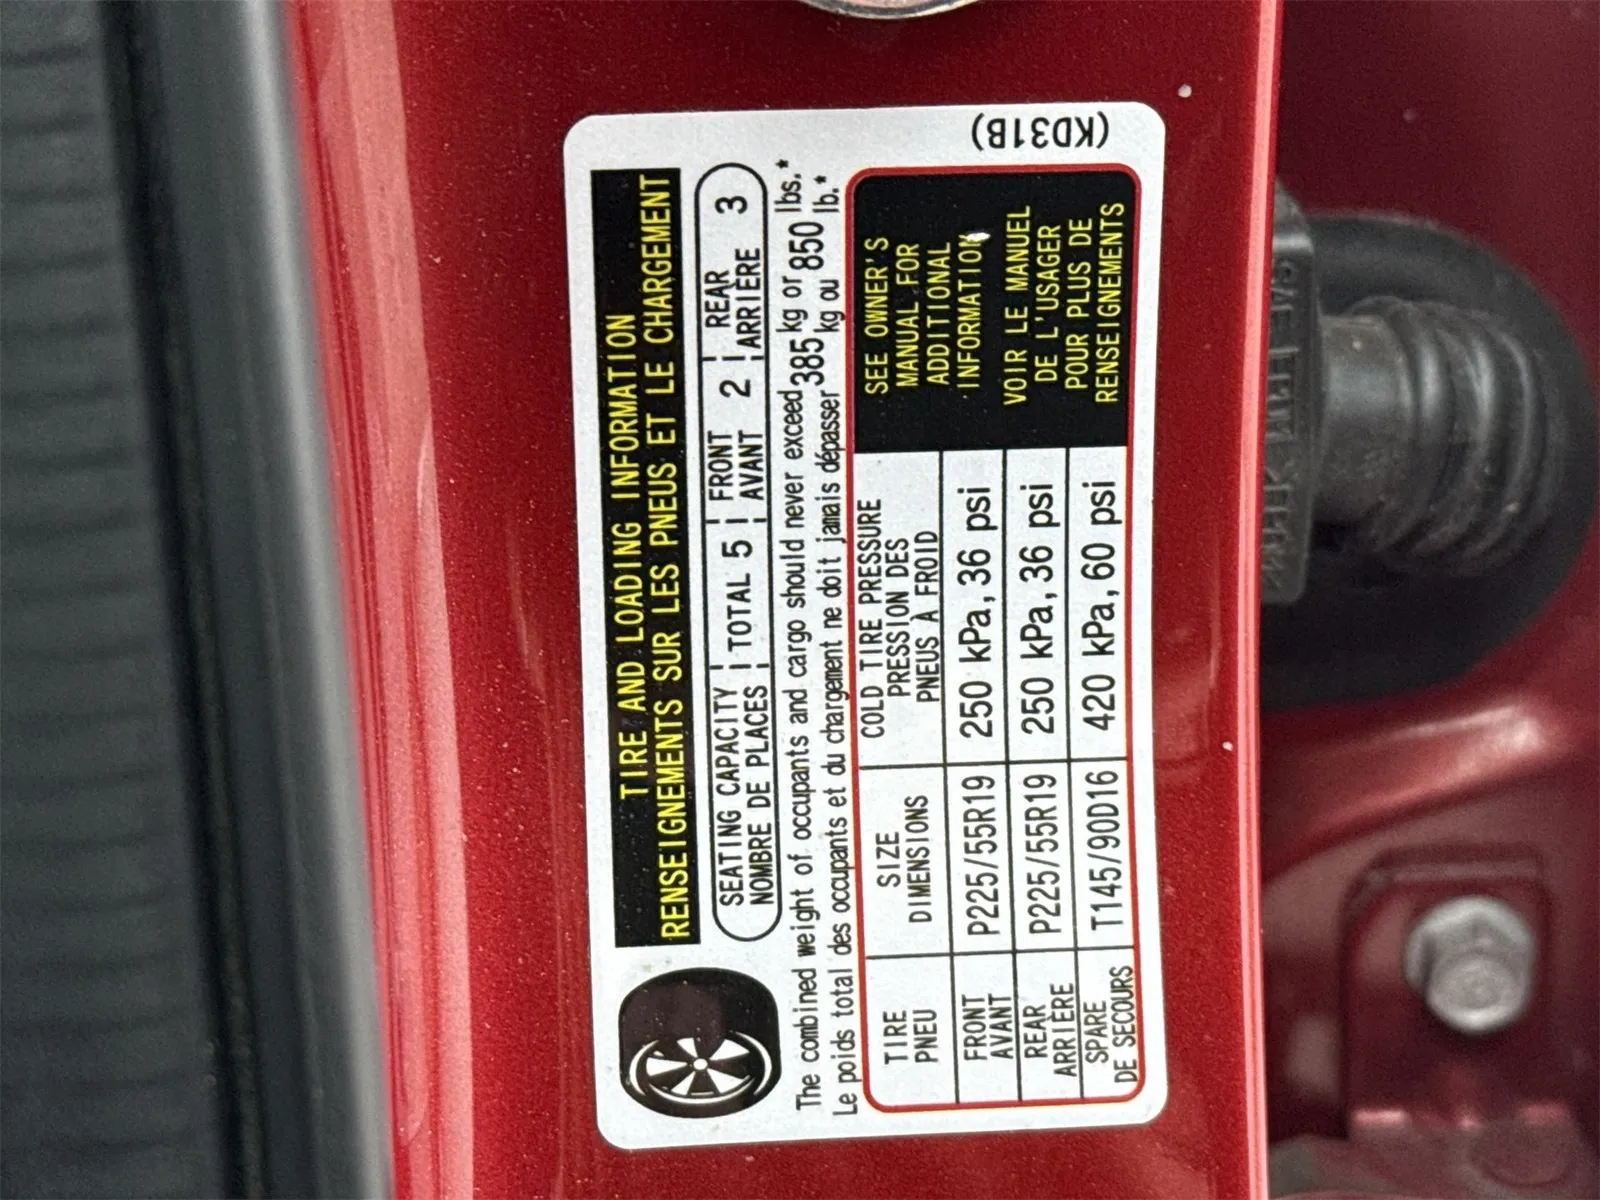 TIRE AND LOADING INFORMATION
RENSEIGNEMENTS SUR LES PNEUS ET LE CHARGEMENT
SEATING CAPACITY
NOMBRE DE PLACES
TOTAL 5
FRONT
AVANT
2
REAR
ARRIÈRE
3
The combined weight of occupants and cargo should never exceed 385 kg or 850 lbs.*
Le poids total des occupants et du chargement ne doit jamais dépasser 385 kg ou 850 lb.*
TIRE
PNEU
SIZE
DIMENSIONS
COLD TIRE PRESSURE
PRESSION DES
PNEUS À FROID
FRONT
AVANT
P225/55R19
250 kPa, 36 psi
REAR
ARRIÈRE
P225/55R19
250 kPa, 36 psi
SPARE
DE SECOURS
T145/90D16
420 kPa, 60 psi
SEE OWNER'S
MANUAL FOR
ADDITIONAL
INFORMATION
VOIR LE MANUEL
DE L'USAGER
POUR PLUS DE
RENSEIGNEMENTS
(KD31B)